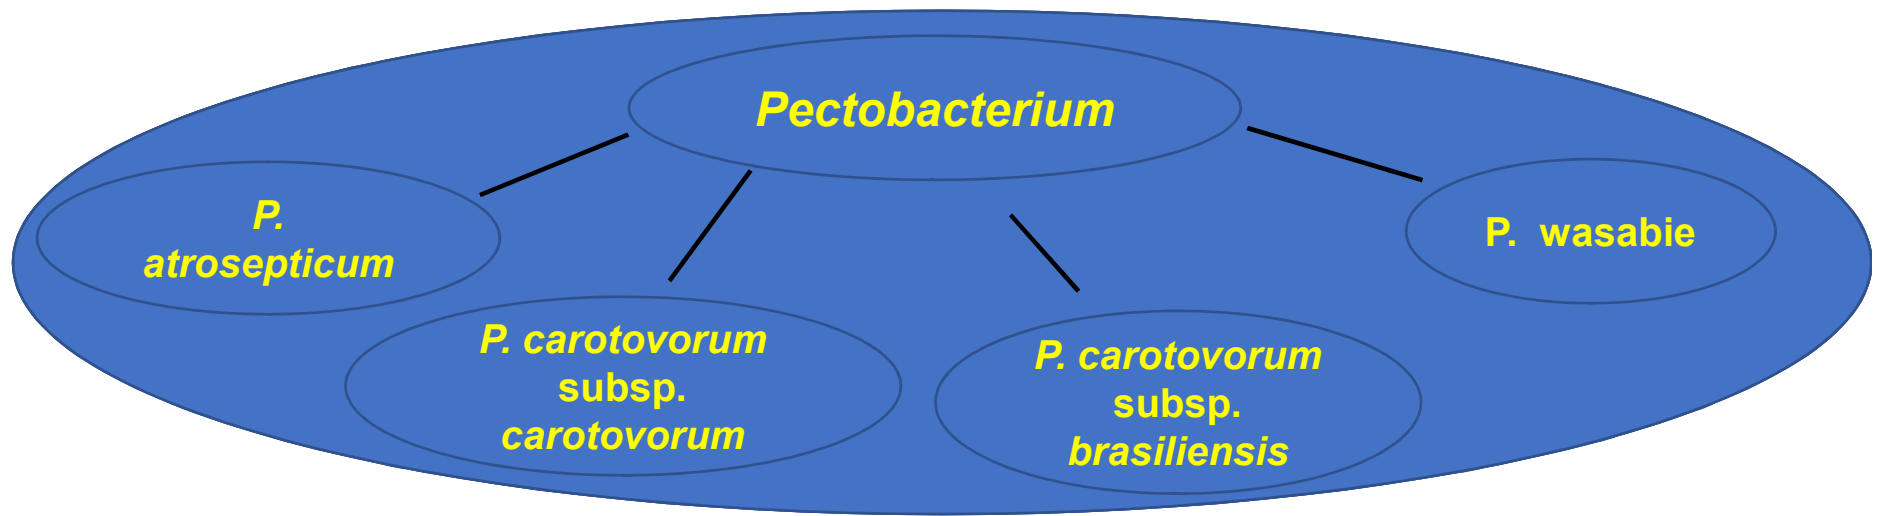 Pectobacterium
P.
atrosepticum
P. carotovorum
subsp.
carotovorum
P. carotovorum
subsp.
brasiliensis
P.  wasabie